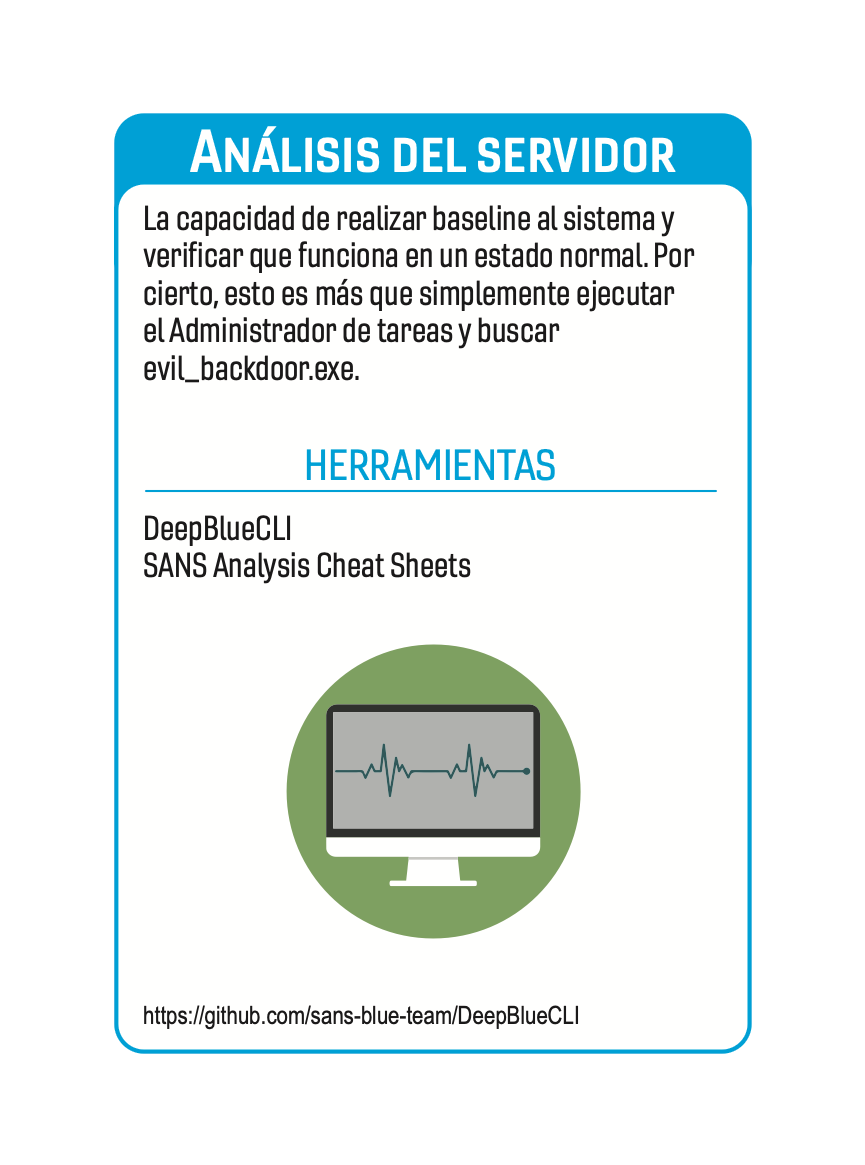 ANÁLISIS DEL SERVIDOR
La capacidad de realizar baseline al sistema y
verificar que funciona en un estado normal. Por
cierto, esto es más que simplemente ejecutar
el Administrador de tareas y buscar
evil_backdoor.exe.
HERRAMIENTAS
DeepBlueCLI
SANS Analysis Cheat Sheets
https://github.com/sans-blue-team/DeepBlueCLI